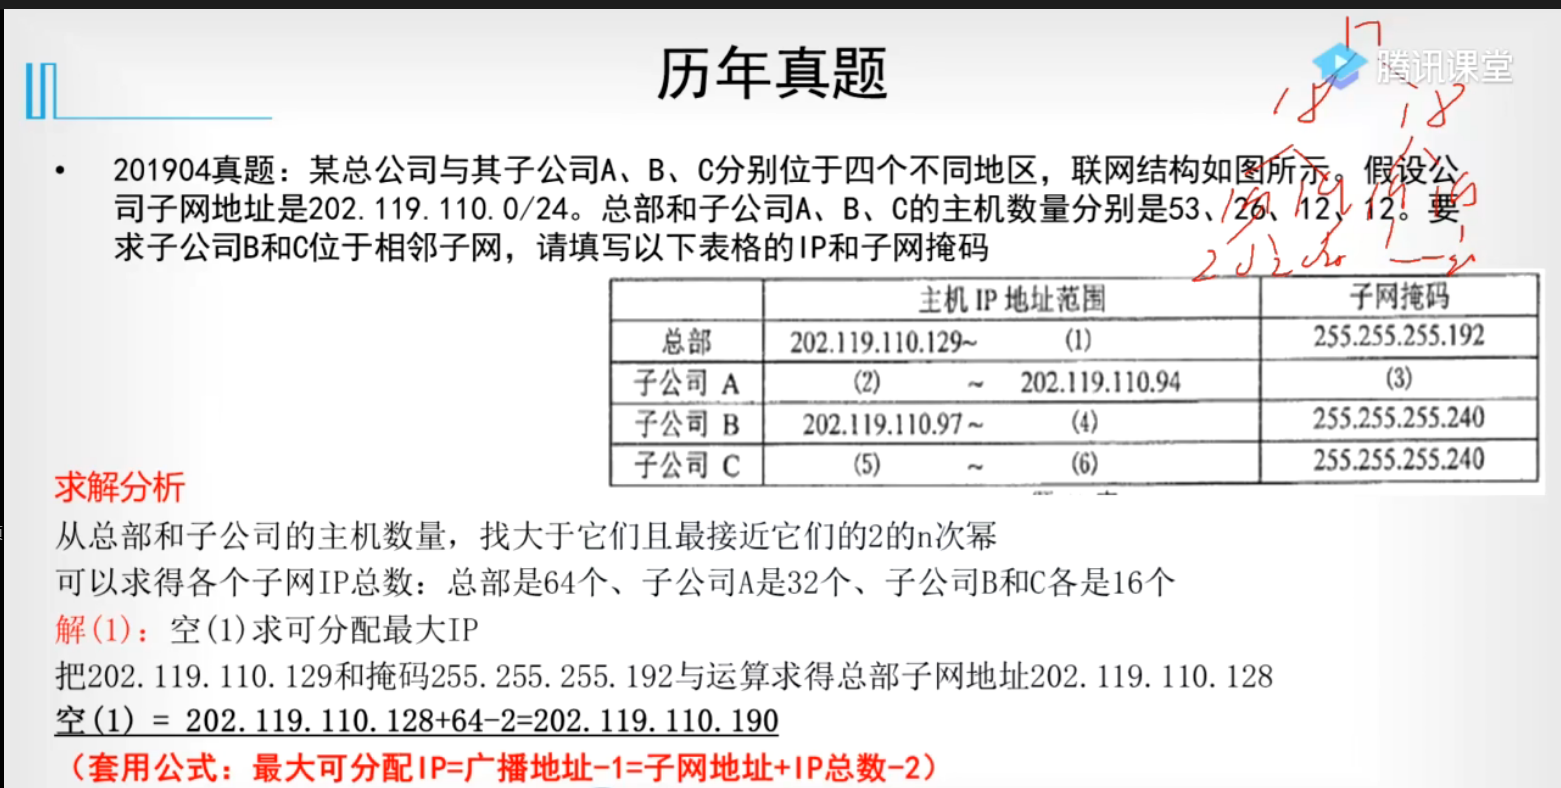 历年真题
腾讯课堂
17
18 18
• 201904真题：某总公司与其子公司A、B、C分别位于四个不同地区，联网结构如图所示。假设公
司子网地址是202.119.110.0/24。总部和子公司A、B、C的主机数量分别是53、26、12、12。要
求子公司B和C位于相邻子网，请填写以下表格的IP和子网掩码
主机 IP 地址范围 子网掩码
总部 202.119.110.129~ (1) 255.255.255.192
子公司 A (2) ~ 202.119.110.94 (3)
子公司 B 202.119.110.97~ (4) 255.255.255.240
子公司 C (5) ~ (6) 255.255.255.240
求解分析
从总部和子公司的主机数量，找大于它们且最接近它们的2的n次幂
可以求得各个子网IP总数：总部是64个、子公司A是32个、子公司B和C各是16个
解(1)：空(1)求可分配最大IP
把202.119.110.129和掩码255.255.255.192与运算求得总部子网地址202.119.110.128
空(1) = 202.119.110.128+64-2=202.119.110.190
（套用公式：最大可分配IP=广播地址-1=子网地址+IP总数-2）